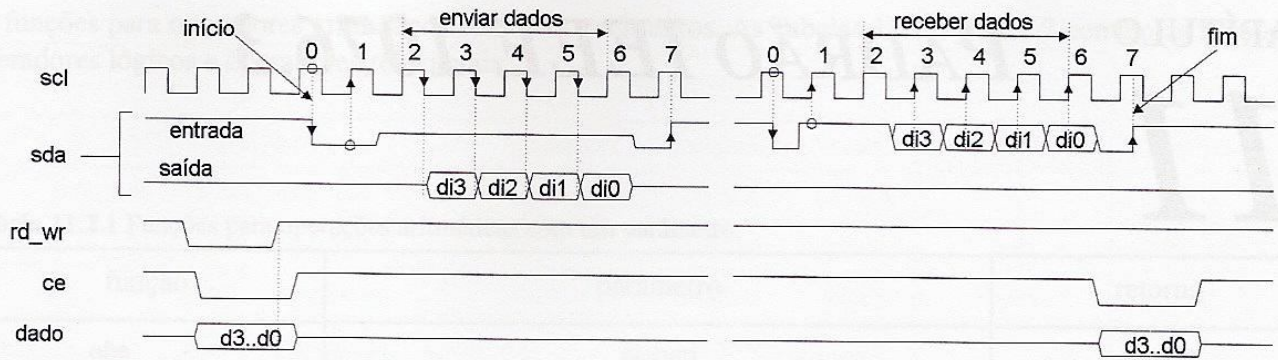 enviar dados
receber dados
início
fim
0 1 2 3 4 5 6 7
0 1 2 3 4 5 6 7
scl
entrada
di3 di2 di1 di0
sda
saída
di3 di2 di1 di0
rd_wr
ce
dado
d3..d0
d3..d0